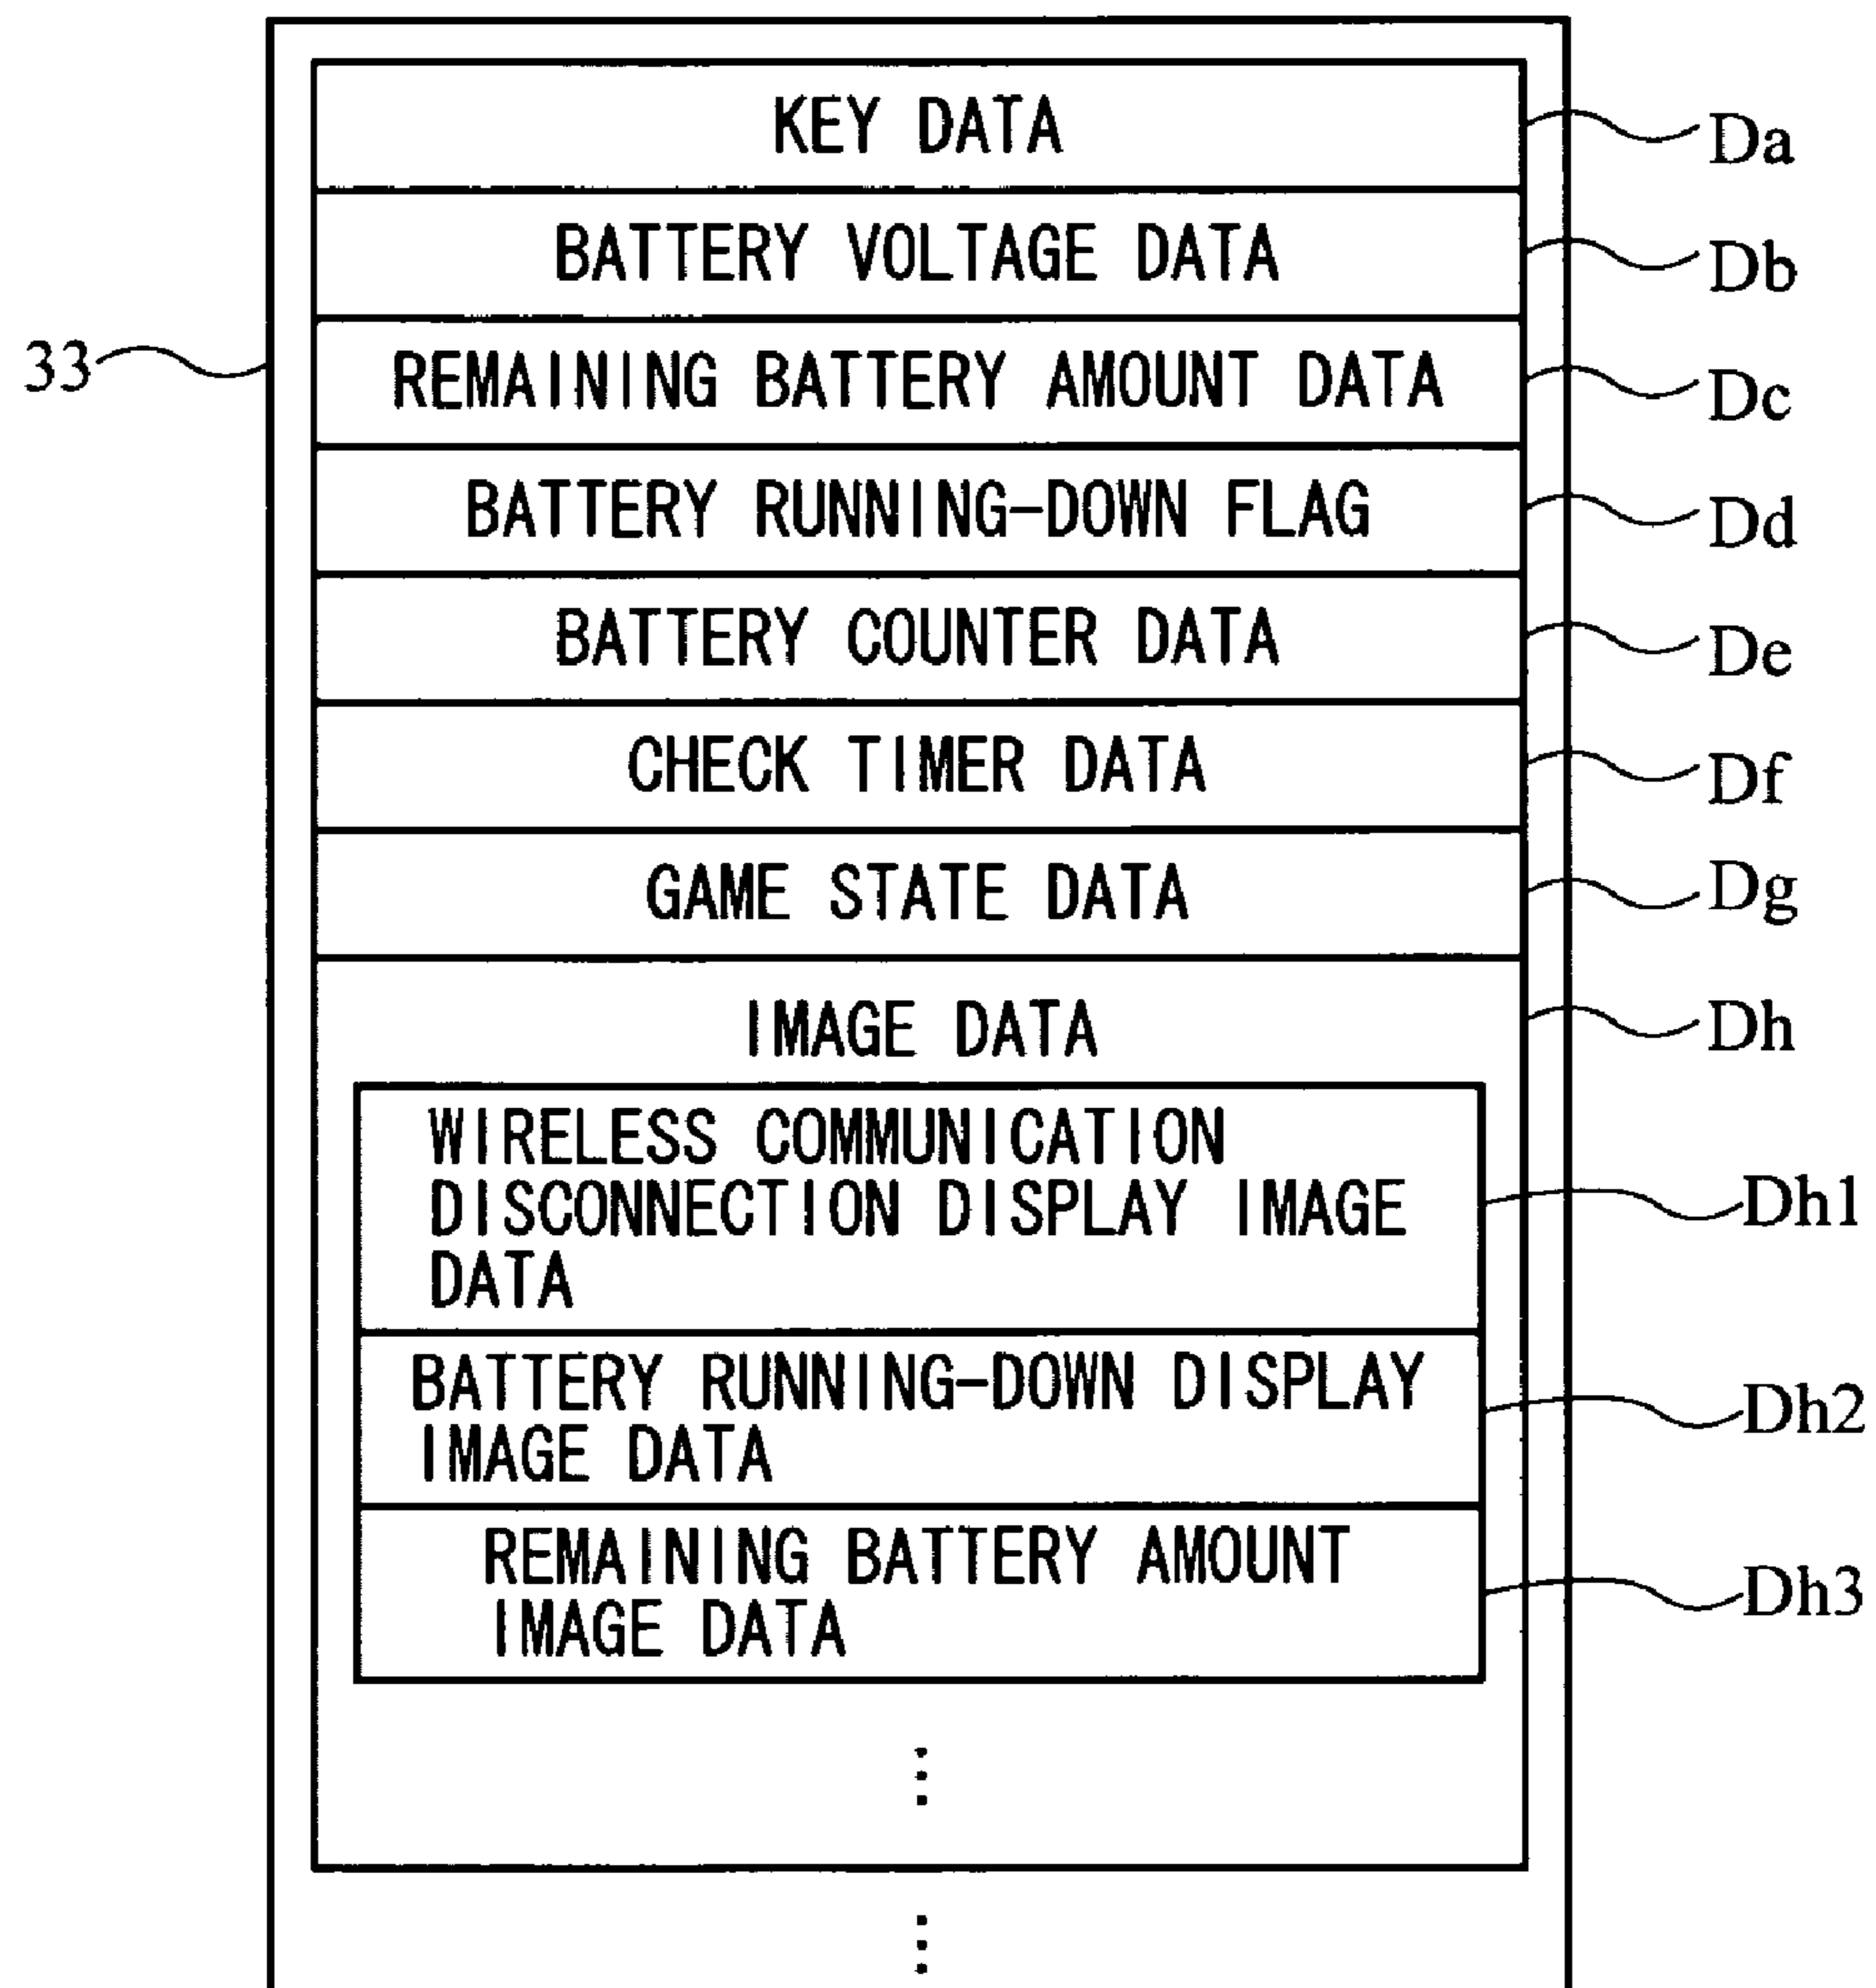 KEY DATA
Da
BATTERY VOLTAGE DATA
Db
33
REMAINING BATTERY AMOUNT DATA
Dc
BATTERY RUNNING-DOWN FLAG
Dd
BATTERY COUNTER DATA
De
CHECK TIMER DATA
Df
GAME STATE DATA
Dg
IMAGE DATA
Dh
WIRELESS COMMUNICATION
DISCONNECTION DISPLAY IMAGE
DATA
Dh1
BATTERY RUNNING-DOWN DISPLAY
IMAGE DATA
Dh2
REMAINING BATTERY AMOUNT
IMAGE DATA
Dh3